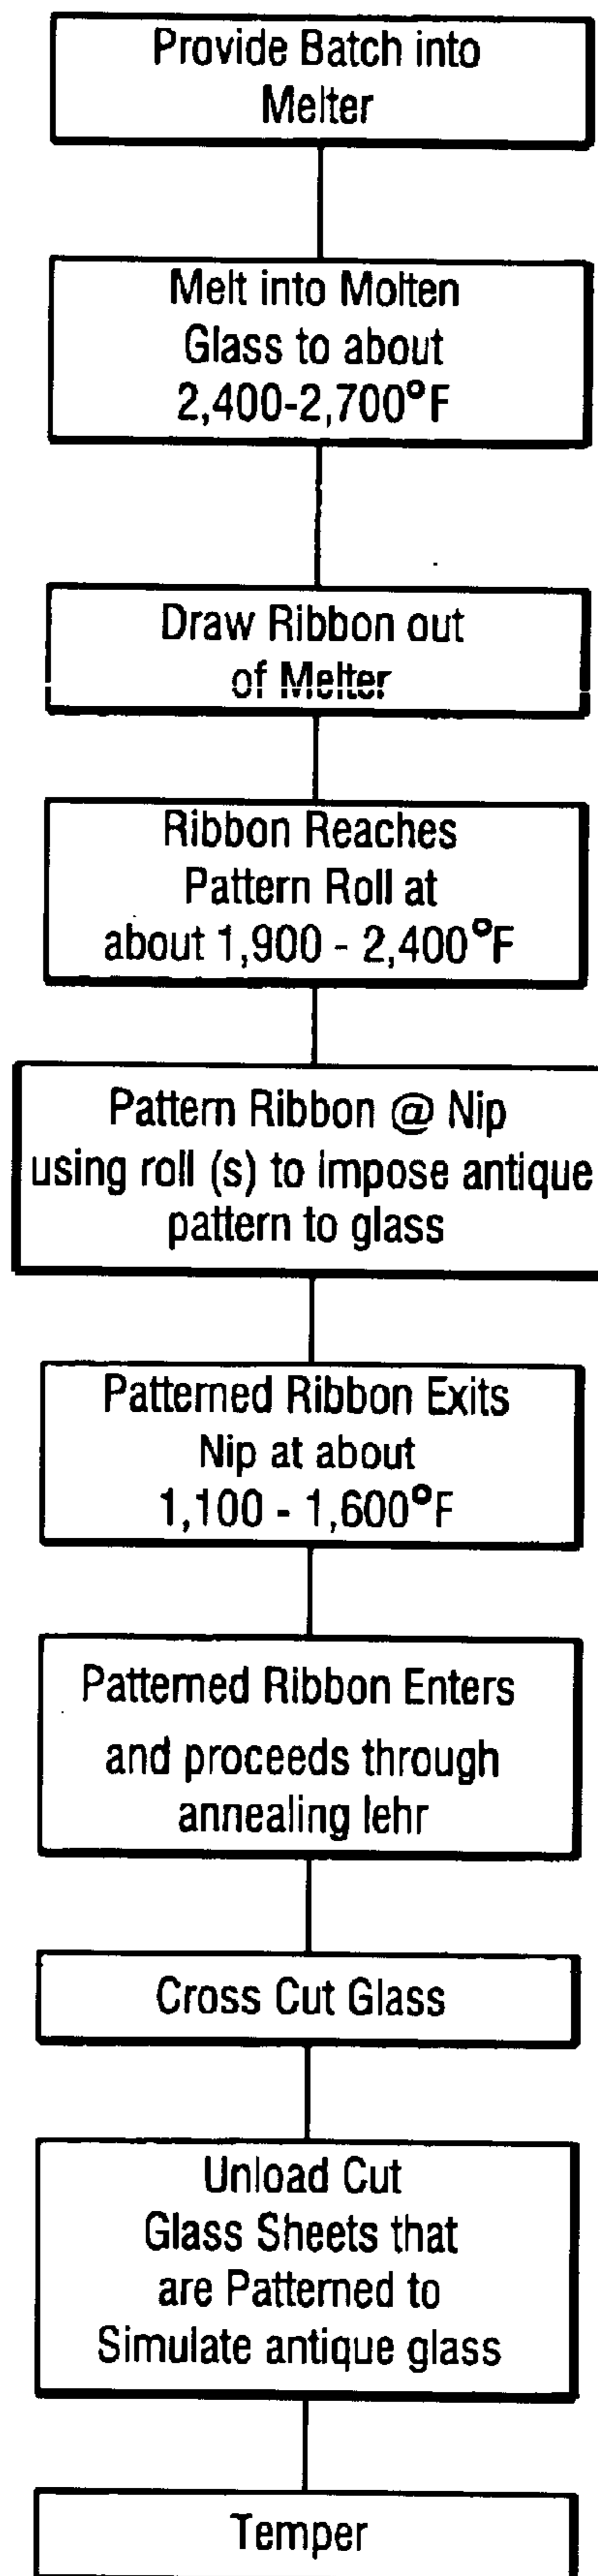 Provide Batch into
Melter
Melt into Molten
Glass to about
2,400-2,700°F
Draw Ribbon out
of Melter
Ribbon Reaches
Pattern Roll at
about 1,900 - 2,400°F
Pattern Ribbon @ Nip
using roll (s) to impose antique
pattern to glass
Patterned Ribbon Exits
Nip at about
1,100 - 1,600°F
Patterned Ribbon Enters
and proceeds through
annealing lehr
Cross Cut Glass
Unload Cut
Glass Sheets that
are Patterned to
Simulate antique glass
Temper